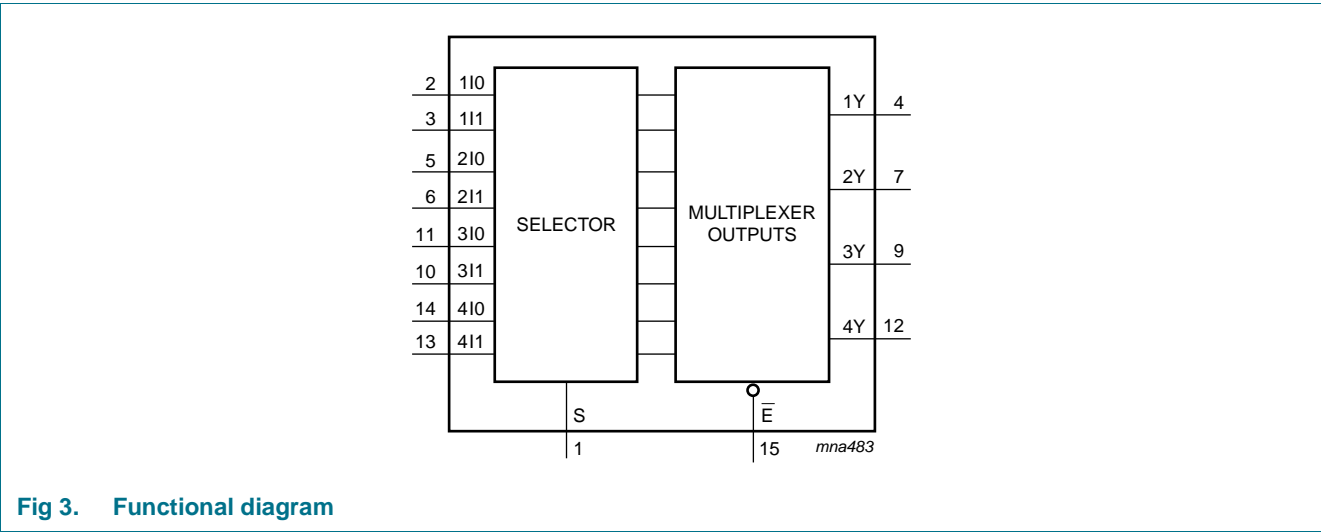 2 1I0
3 1I1
5 2I0
6 2I1
11 3I0
10 3I1
14 4I0
13 4I1
SELECTOR
MULTIPLEXER
OUTPUTS
1Y 4
2Y 7
3Y 9
4Y 12
S
1
E̅
15
mna483
Fig 3. Functional diagram